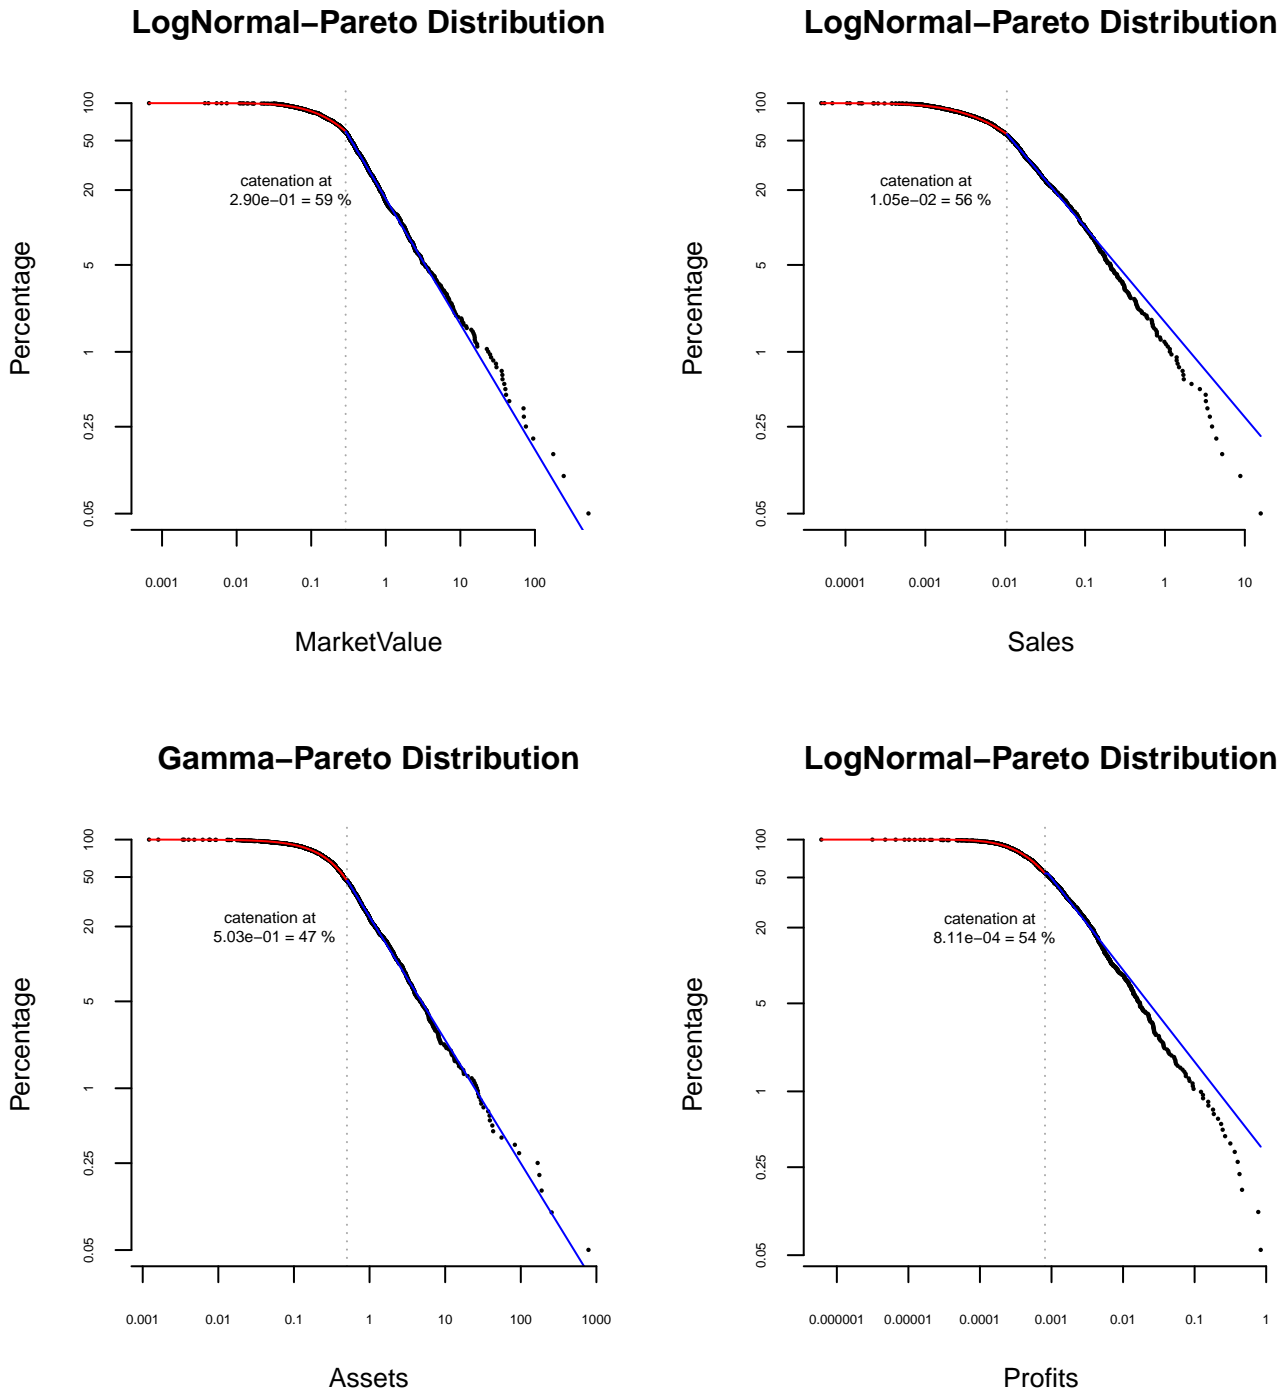 LogNormal−Pareto Distribution
Percentage
100
50
20
5
1
0.25
0.05
catenation at
2.90e−01 = 59 %
0.001 0.01 0.1 1 10 100
MarketValue
LogNormal−Pareto Distribution
Percentage
100
50
20
5
1
0.25
0.05
catenation at
1.05e−02 = 56 %
0.0001 0.001 0.01 0.1 1 10
Sales
Gamma−Pareto Distribution
Percentage
100
50
20
5
1
0.25
0.05
catenation at
5.03e−01 = 47 %
0.001 0.01 0.1 1 10 100 1000
Assets
LogNormal−Pareto Distribution
Percentage
100
50
20
5
1
0.25
0.05
catenation at
8.11e−04 = 54 %
0.000001 0.00001 0.0001 0.001 0.01 0.1 1
Profits